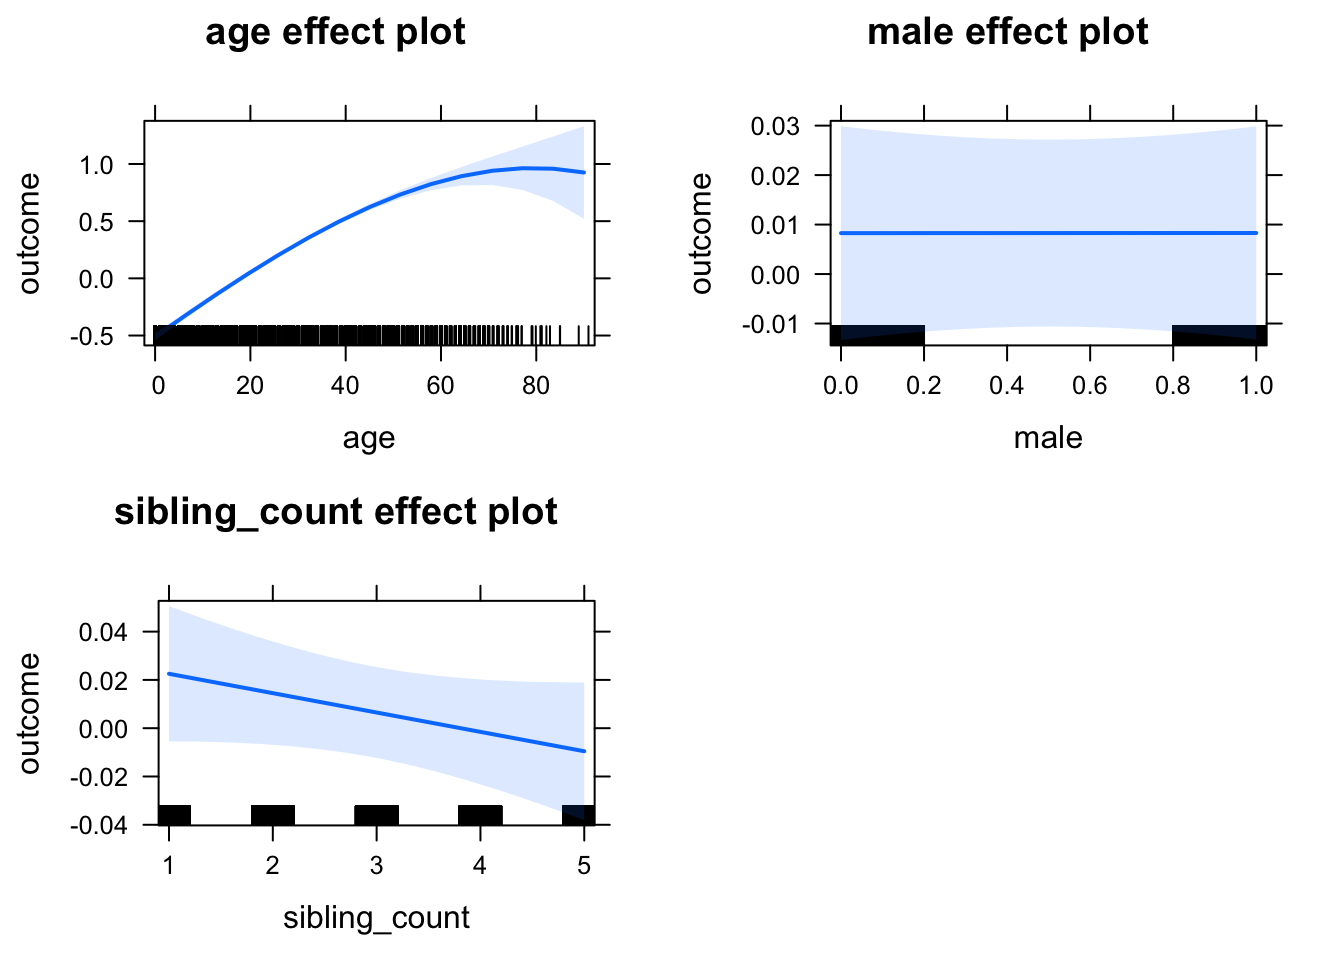 age effect plot
outcome
1.0
0.5
0.0
-0.5
0 20 40 60 80
age
male effect plot
outcome
0.03
0.02
0.01
0.00
-0.01
0.0 0.2 0.4 0.6 0.8 1.0
male
sibling_count effect plot
outcome
0.04
0.02
0.00
-0.02
-0.04
1 2 3 4 5
sibling_count